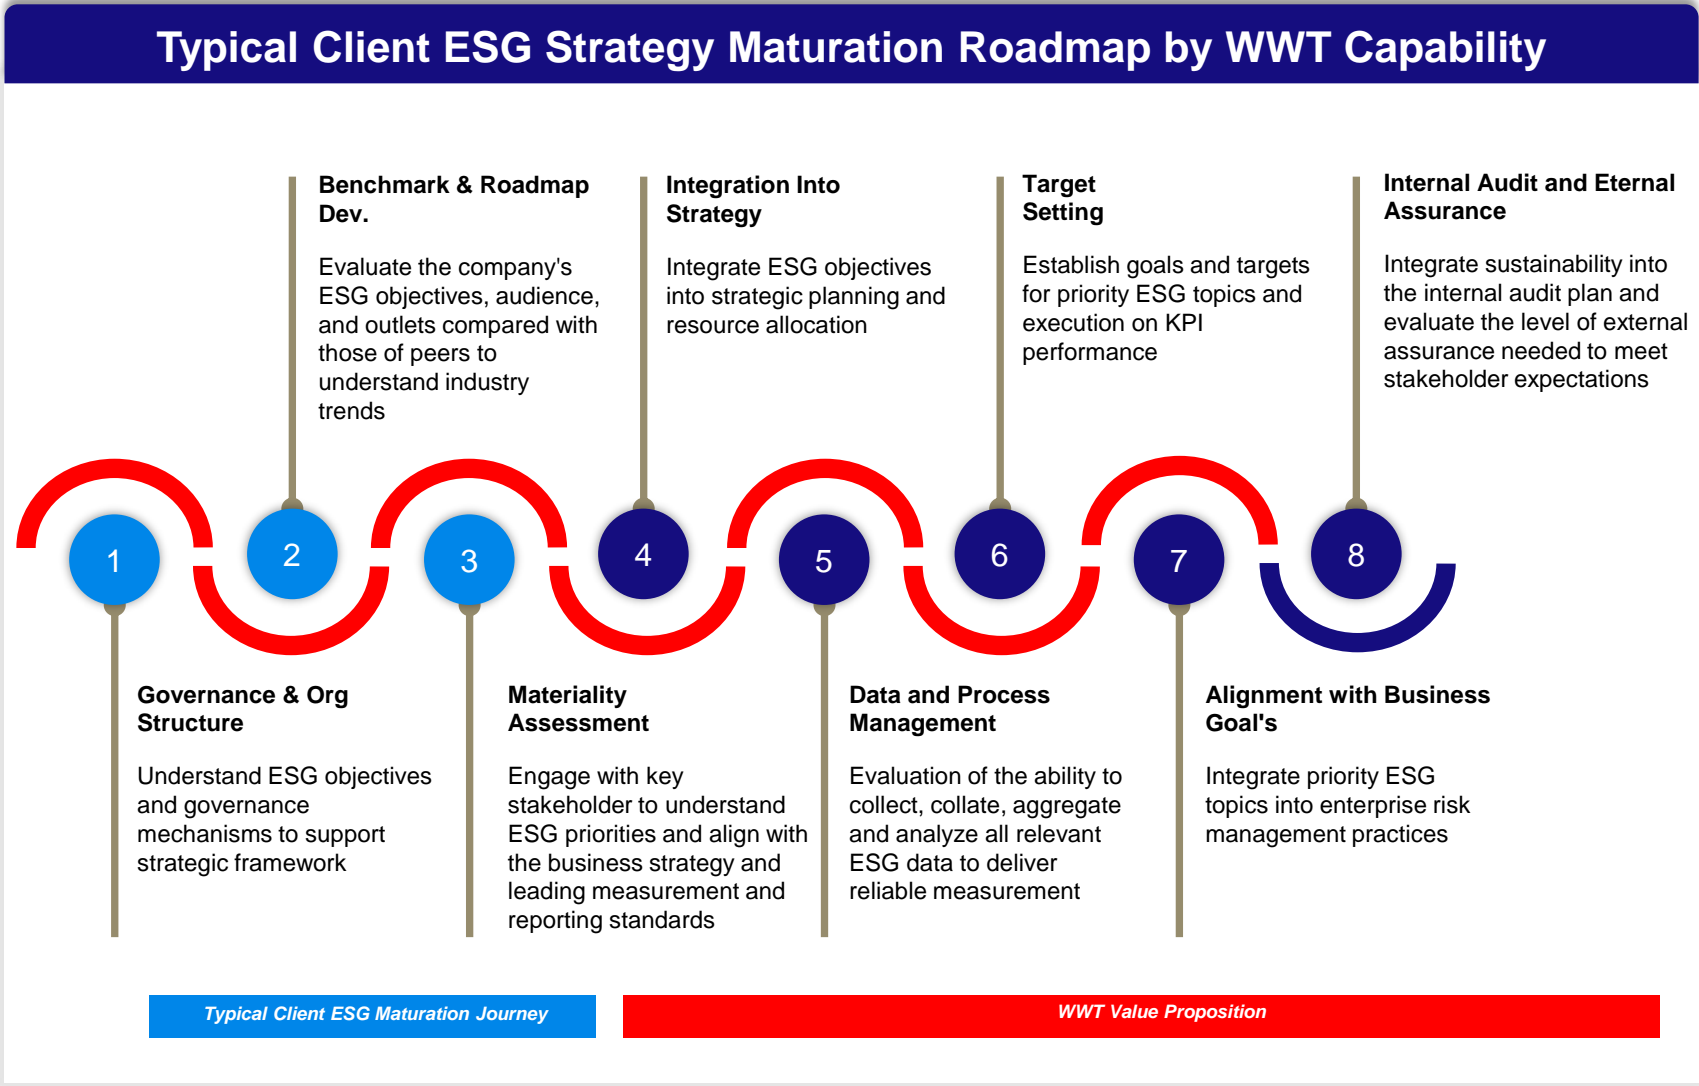 Typical Client ESG Strategy Maturation Roadmap by WWT Capability
Benchmark & Roadmap
Dev.
Evaluate the company's
ESG objectives, audience,
and outlets compared with
those of peers to
understand industry
trends
Integration Into
Strategy
Integrate ESG objectives
into strategic planning and
resource allocation
Target
Setting
Establish goals and targets
for priority ESG topics and
execution on KPI
performance
Internal Audit and Eternal
Assurance
Integrate sustainability into
the internal audit plan and
evaluate the level of external
assurance needed to meet
stakeholder expectations
1
2
3
4
5
6
7
8
Governance & Org
Structure
Understand ESG objectives
and governance
mechanisms to support
strategic framework
Materiality
Assessment
Engage with key
stakeholder to understand
ESG priorities and align with
the business strategy and
leading measurement and
reporting standards
Data and Process
Management
Evaluation of the ability to
collect, collate, aggregate
and analyze all relevant
ESG data to deliver
reliable measurement
Alignment with Business
Goal's
Integrate priority ESG
topics into enterprise risk
management practices
Typical Client ESG Maturation Journey
WWT Value Proposition